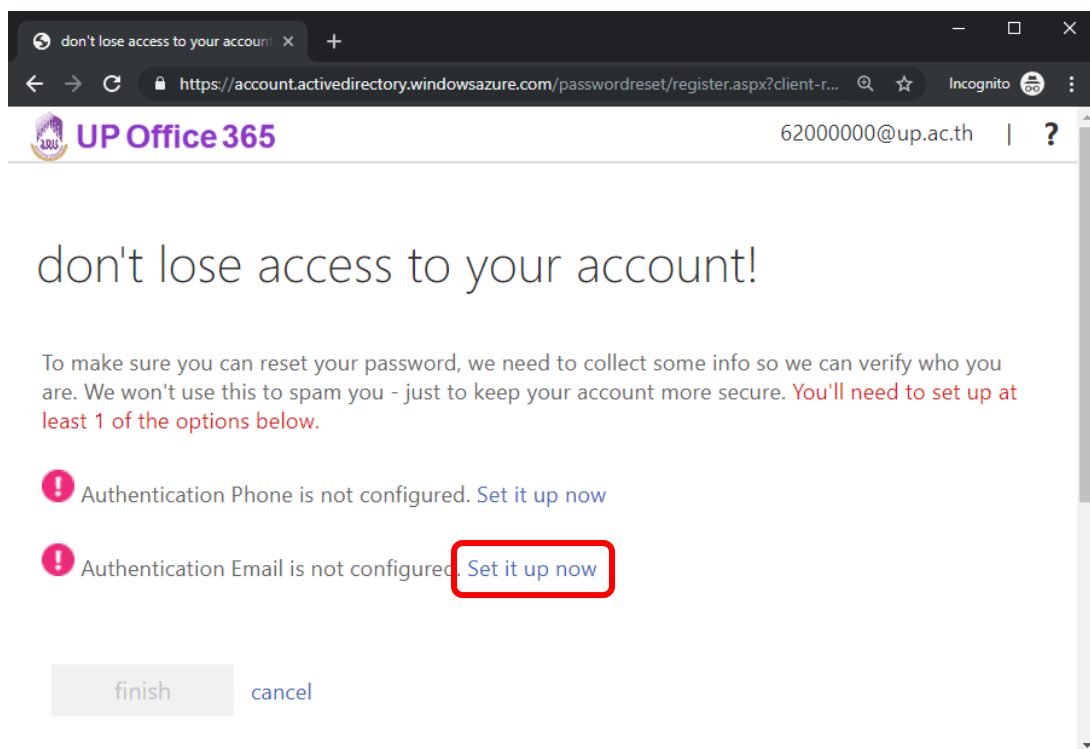 don't lose access to your account
https://account.activedirectory.windowsazure.com/passwordreset/register.aspx?client-r...
Incognito
UP Office 365
62000000@up.ac.th | ?
don't lose access to your account!
To make sure you can reset your password, we need to collect some info so we can verify who you
are. We won't use this to spam you - just to keep your account more secure. You'll need to set up at
least 1 of the options below.
! Authentication Phone is not configured. Set it up now
! Authentication Email is not configured. Set it up now
finish cancel